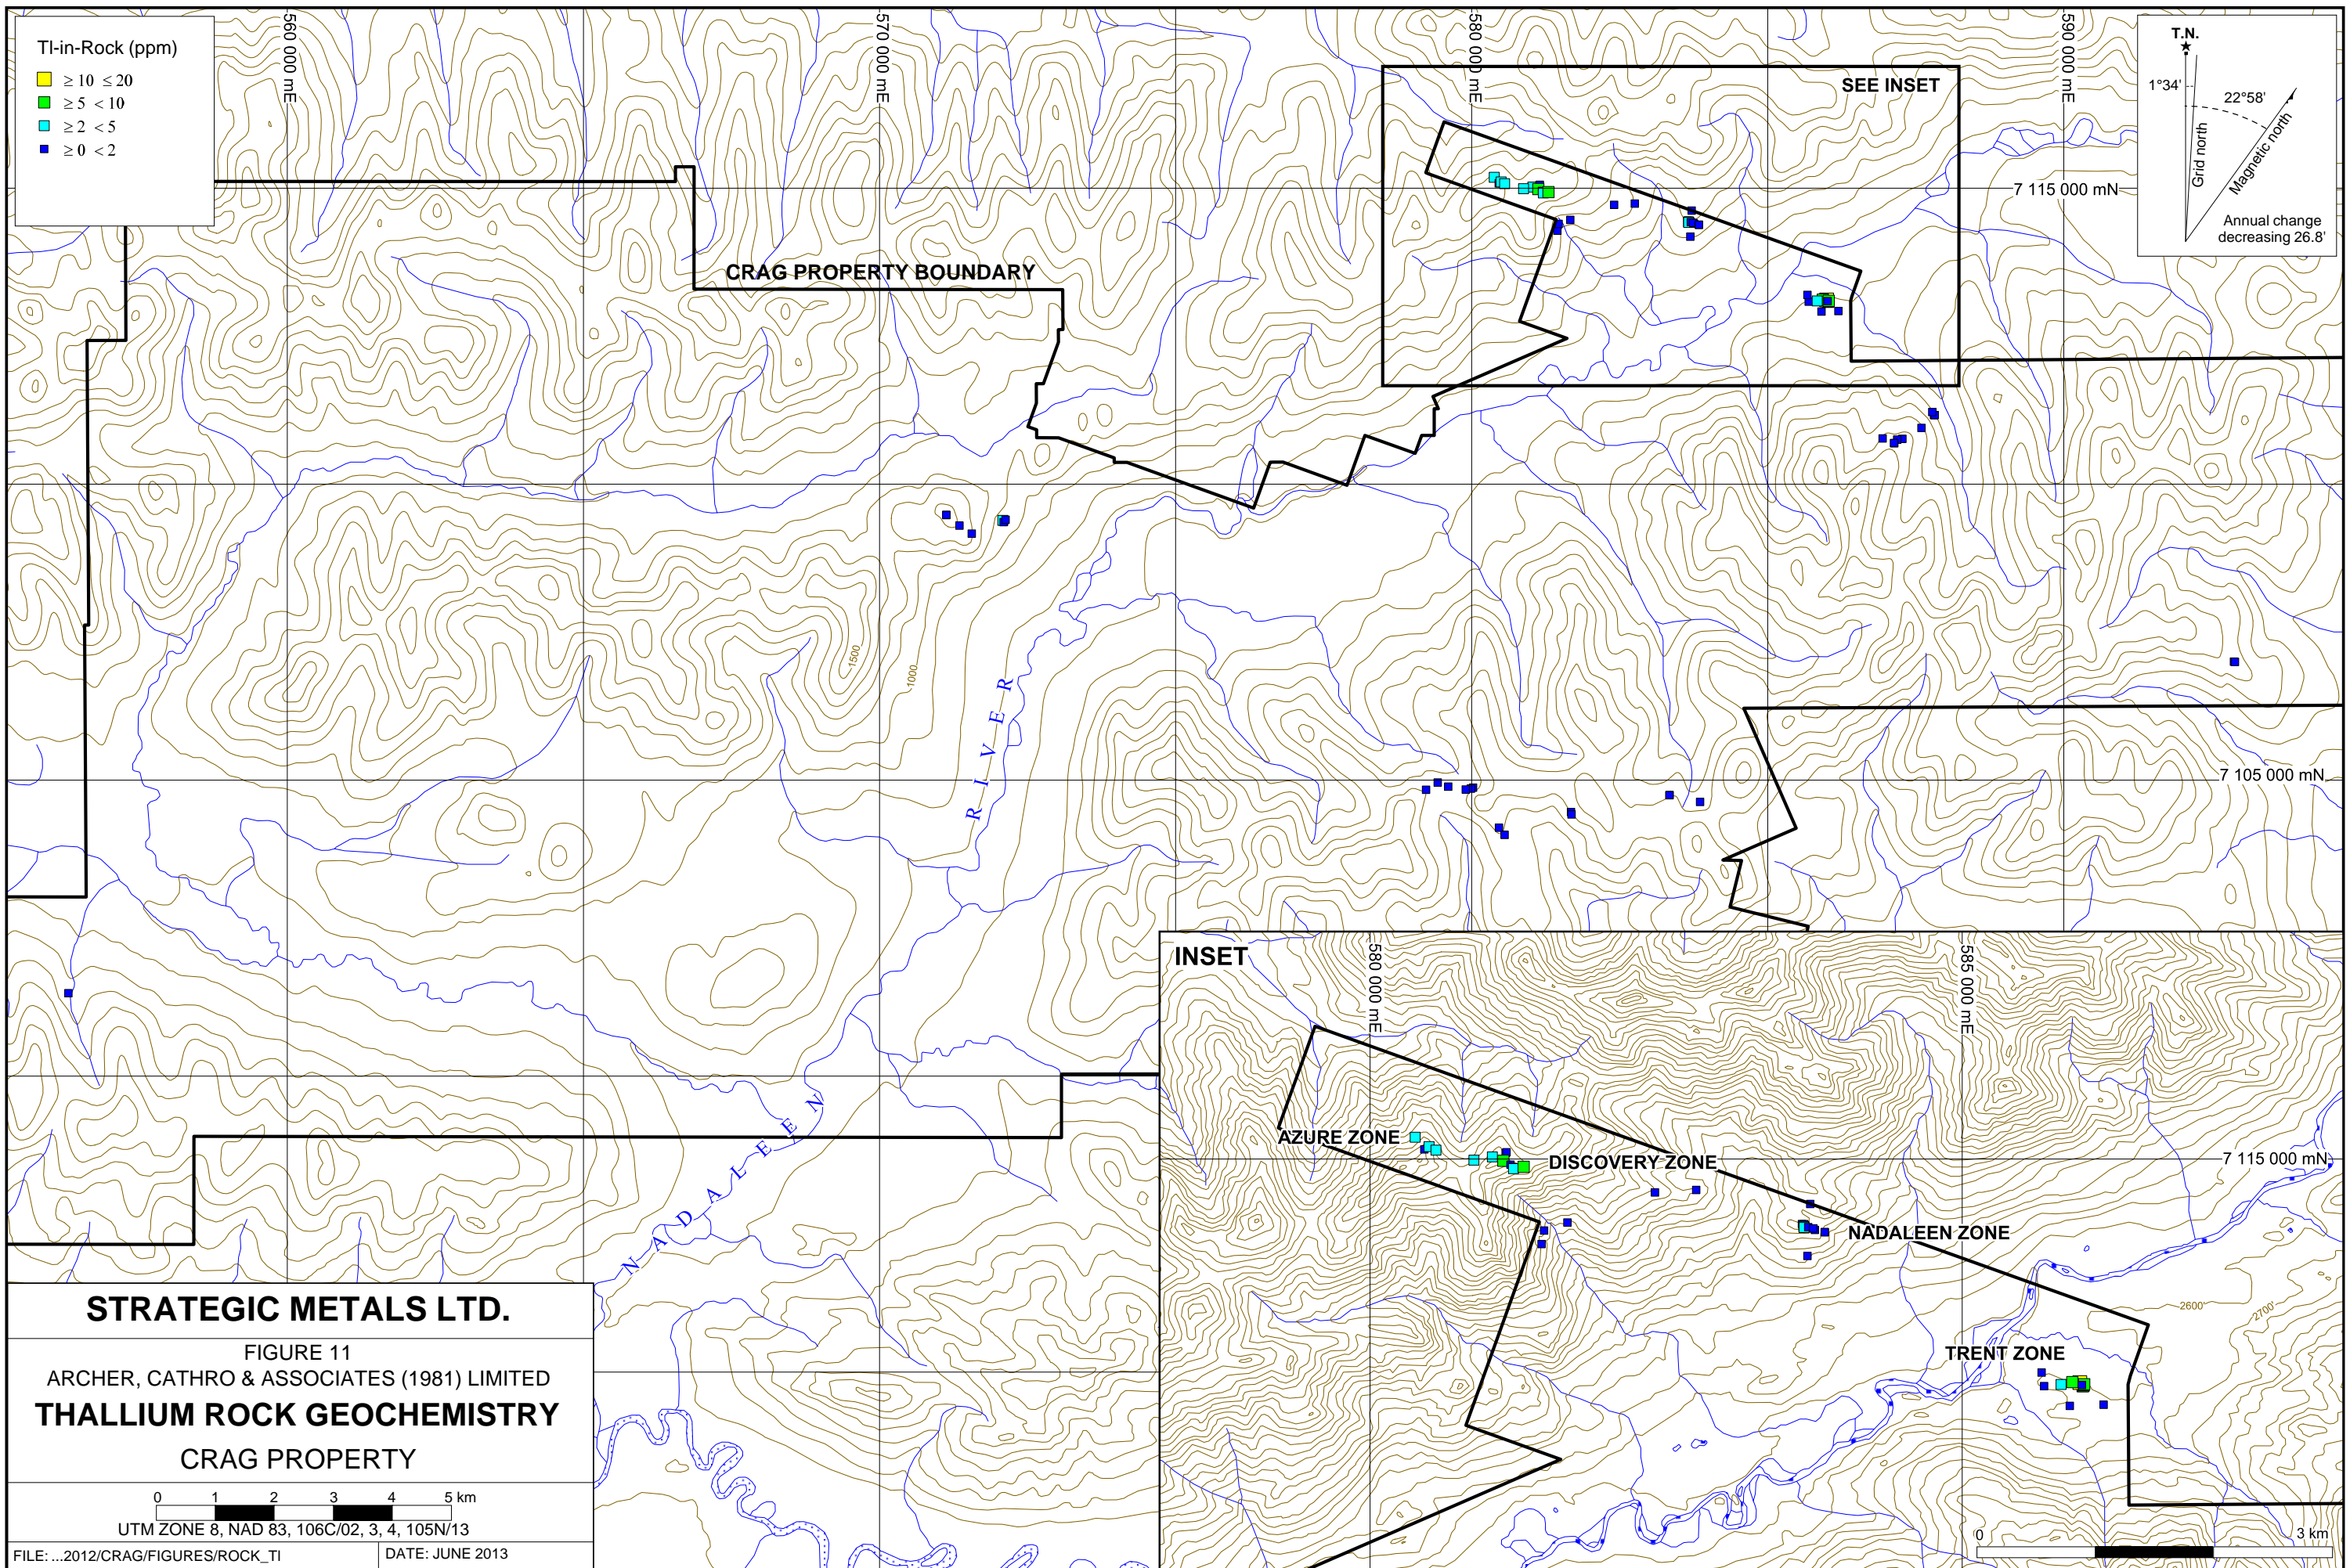 Tl-in-Rock (ppm)
≥ 10 ≤ 20
≥ 5 < 10
≥ 2 < 5
≥ 0 < 2
560 000 mE
570 000 mE
580 000 mE
590 000 mE
SEE INSET
T.N.
1°34'
22°58'
Grid north
Magnetic north
Annual change
decreasing 26.8'
7 115 000 mN
CRAG PROPERTY BOUNDARY
1500
1000
RIVER
7 105 000 mN
NADALEEN
INSET
580 000 mE
585 000 mE
AZURE ZONE
DISCOVERY ZONE
7 115 000 mN
NADALEEN ZONE
2600'
2700'
TRENT ZONE
0 3 km
STRATEGIC METALS LTD.
FIGURE 11
ARCHER, CATHRO & ASSOCIATES (1981) LIMITED
THALLIUM ROCK GEOCHEMISTRY
CRAG PROPERTY
0 1 2 3 4 5 km
UTM ZONE 8, NAD 83, 106C/02, 3, 4, 105N/13
FILE: ...2012/CRAG/FIGURES/ROCK_Tl
DATE: JUNE 2013